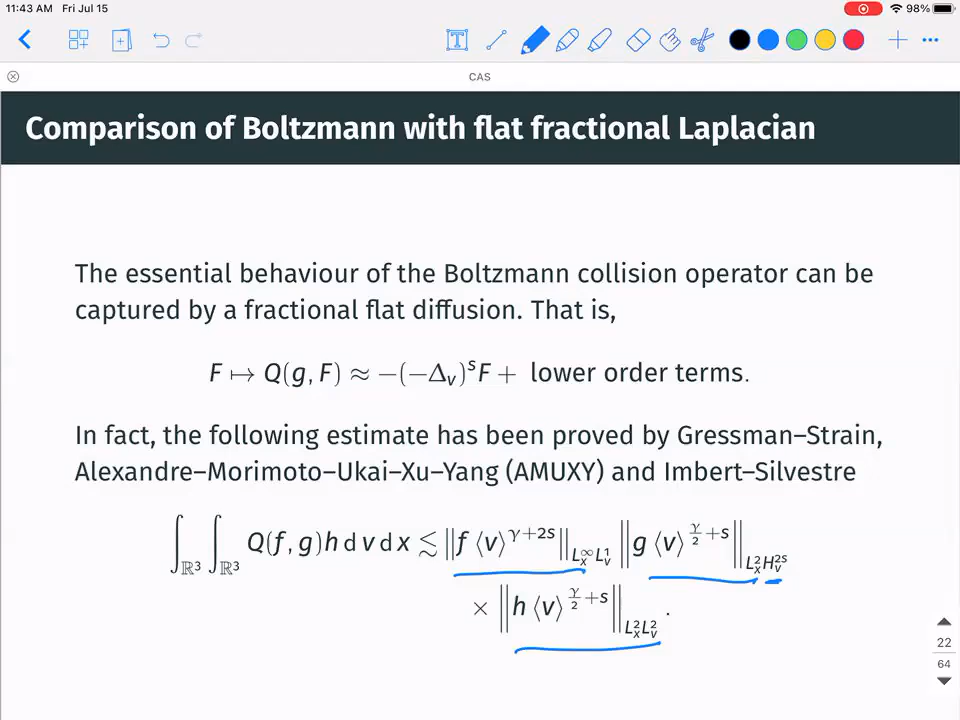 11:43 AM Fri Jul 15
98%
CAS
Comparison of Boltzmann with flat fractional Laplacian
The essential behaviour of the Boltzmann collision operator can be
captured by a fractional flat diffusion. That is,
F ↦ Q(g, F) ≈ −(−Δ_v)^s F + lower order terms.
In fact, the following estimate has been proved by Gressman–Strain,
Alexandre–Morimoto–Ukai–Xu–Yang (AMUXY) and Imbert–Silvestre
∫_{ℝ³} ∫_{ℝ³} Q(f, g)h dv dx ≲ ‖f ⟨v⟩^{γ+2s}‖_{L^∞_x L^1_v} ‖g ⟨v⟩^{γ/2+s}‖_{L^2_x H^{2s}_v}
× ‖h ⟨v⟩^{γ/2+s}‖_{L^2_x L^2_v} .
22
64